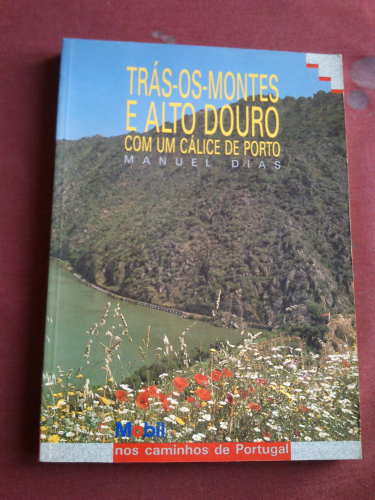 TRÁS-OS-MONTES
E ALTO DOURO
COM UM CÁLICE DE PORTO
MANUEL DIAS
Mobil
nos caminhos de Portugal